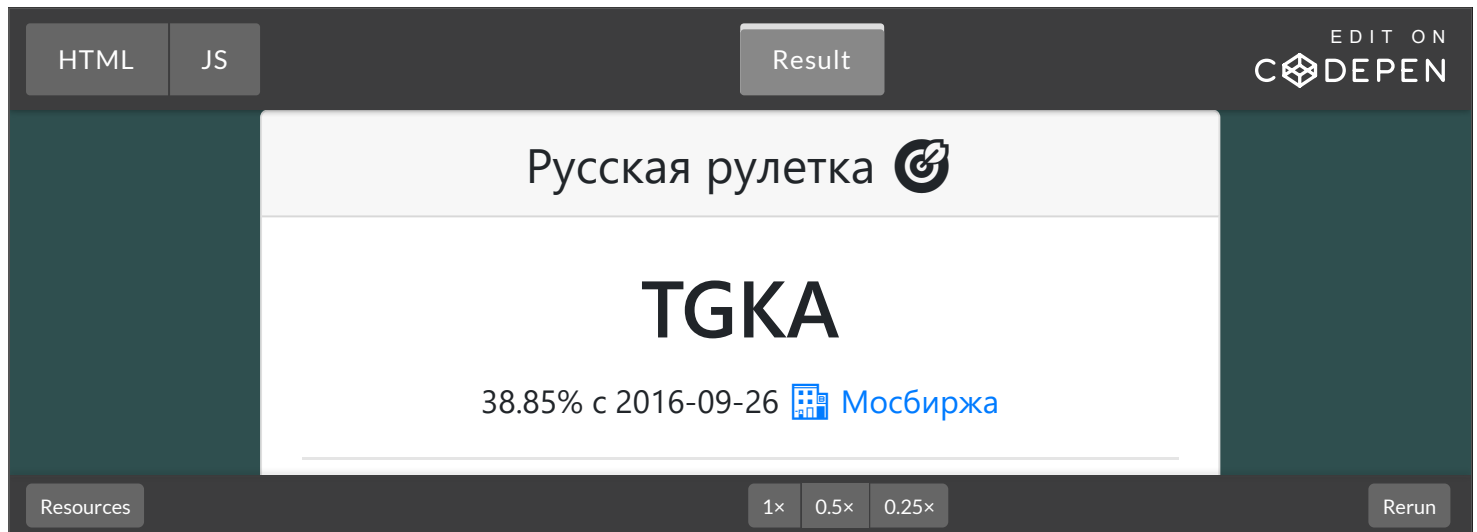 HTML JS Result EDIT ON
CODEPEN
Русская рулетка
TGKA
38.85% с 2016-09-26 Мосбиржа
Resources 1× 0.5× 0.25× Rerun